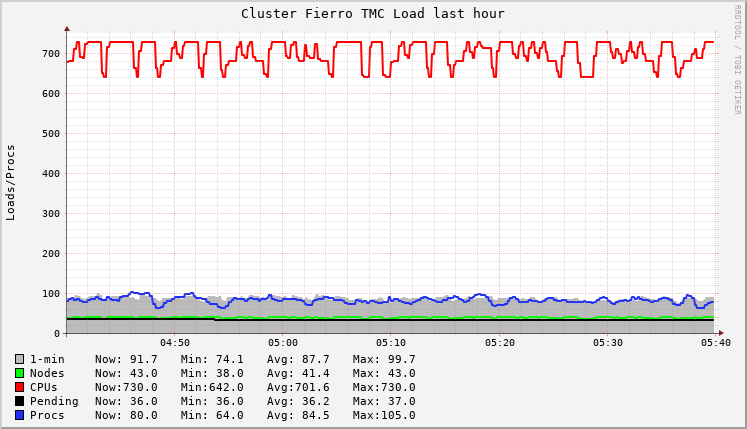 Cluster Fierro TMC Load last hour
RRDTOOL / TOBI OETIKER
Loads/Procs
700
600
500
400
300
200
100
0
04:50 05:00 05:10 05:20 05:30 05:40
1-min Now: 91.7 Min: 74.1 Avg: 87.7 Max: 99.7
Nodes Now: 43.0 Min: 38.0 Avg: 41.4 Max: 43.0
CPUs Now:730.0 Min:642.0 Avg:701.6 Max:730.0
Pending Now: 36.0 Min: 36.0 Avg: 36.2 Max: 37.0
Procs Now: 80.0 Min: 64.0 Avg: 84.5 Max:105.0